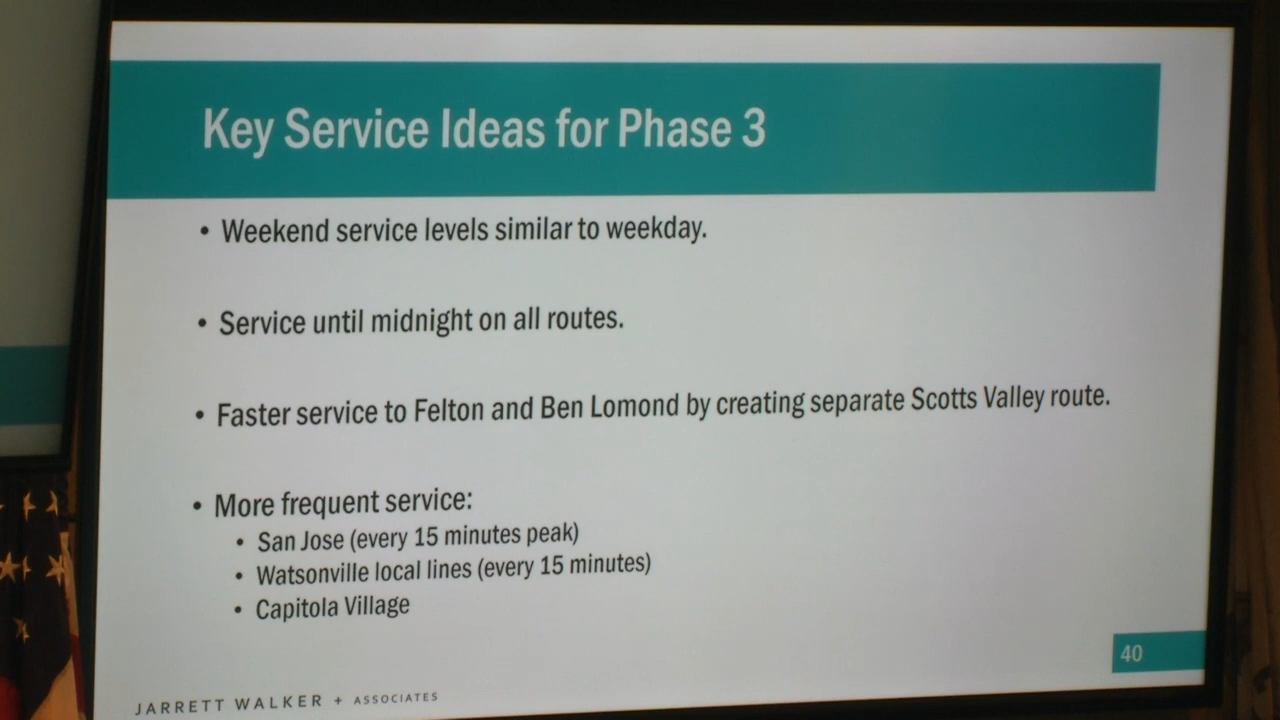 Key Service Ideas for Phase 3
• Weekend service levels similar to weekday.
• Service until midnight on all routes.
• Faster service to Felton and Ben Lomond by creating separate Scotts Valley route.
• More frequent service:
• San Jose (every 15 minutes peak)
• Watsonville local lines (every 15 minutes)
• Capitola Village
40
JARRETT WALKER + ASSOCIATES